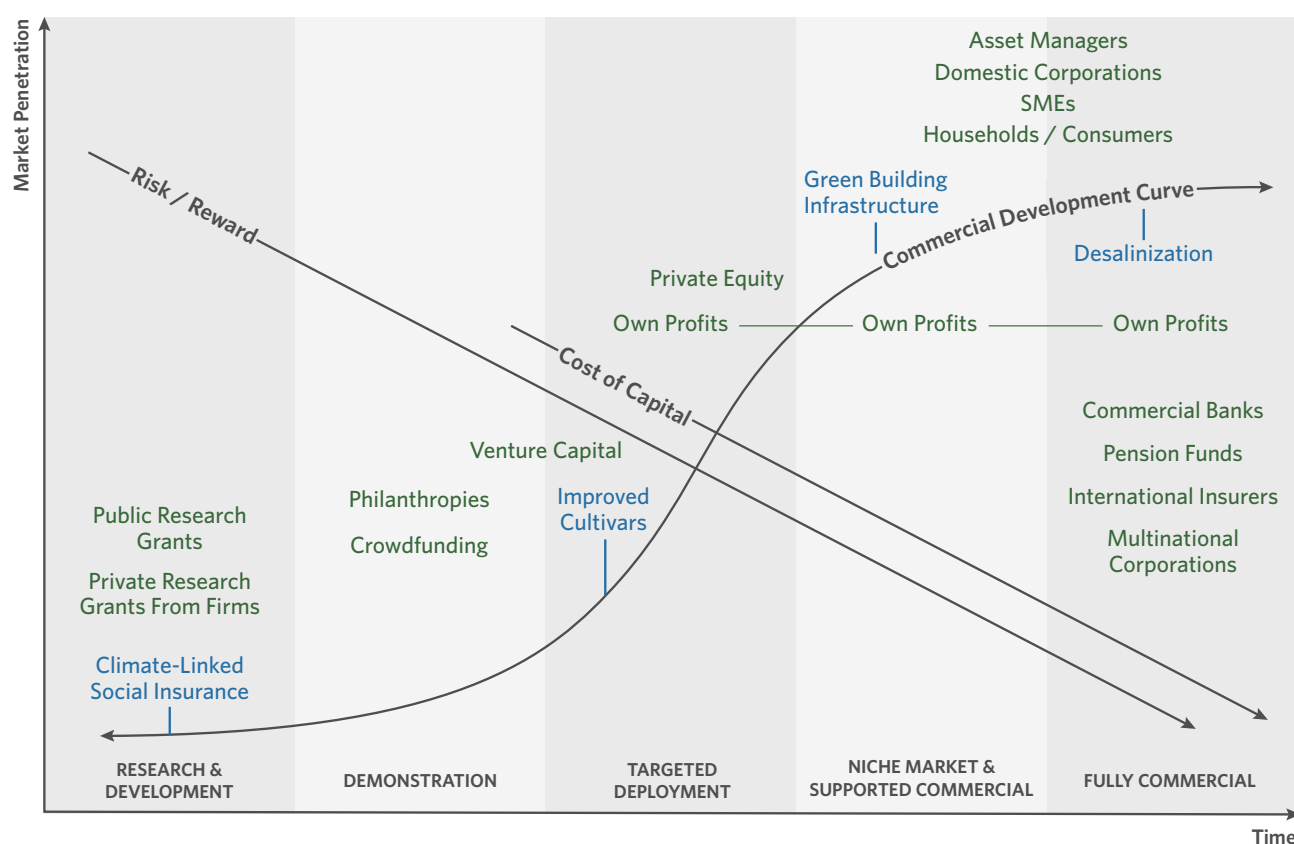 Market Penetration
Asset Managers
Domestic Corporations
SMEs
Households / Consumers
Risk / Reward
Green Building
Infrastructure
Commercial Development Curve
Desalinization
Private Equity
Own Profits
Own Profits
Own Profits
Cost of Capital
Commercial Banks
Venture Capital
Pension Funds
Philanthropies
Improved
Cultivars
International Insurers
Public Research
Grants
Crowdfunding
Multinational
Corporations
Private Research
Grants From Firms
Climate-Linked
Social Insurance
RESEARCH &
DEVELOPMENT
DEMONSTRATION
TARGETED
DEPLOYMENT
NICHE MARKET &
SUPPORTED COMMERCIAL
FULLY COMMERCIAL
Time